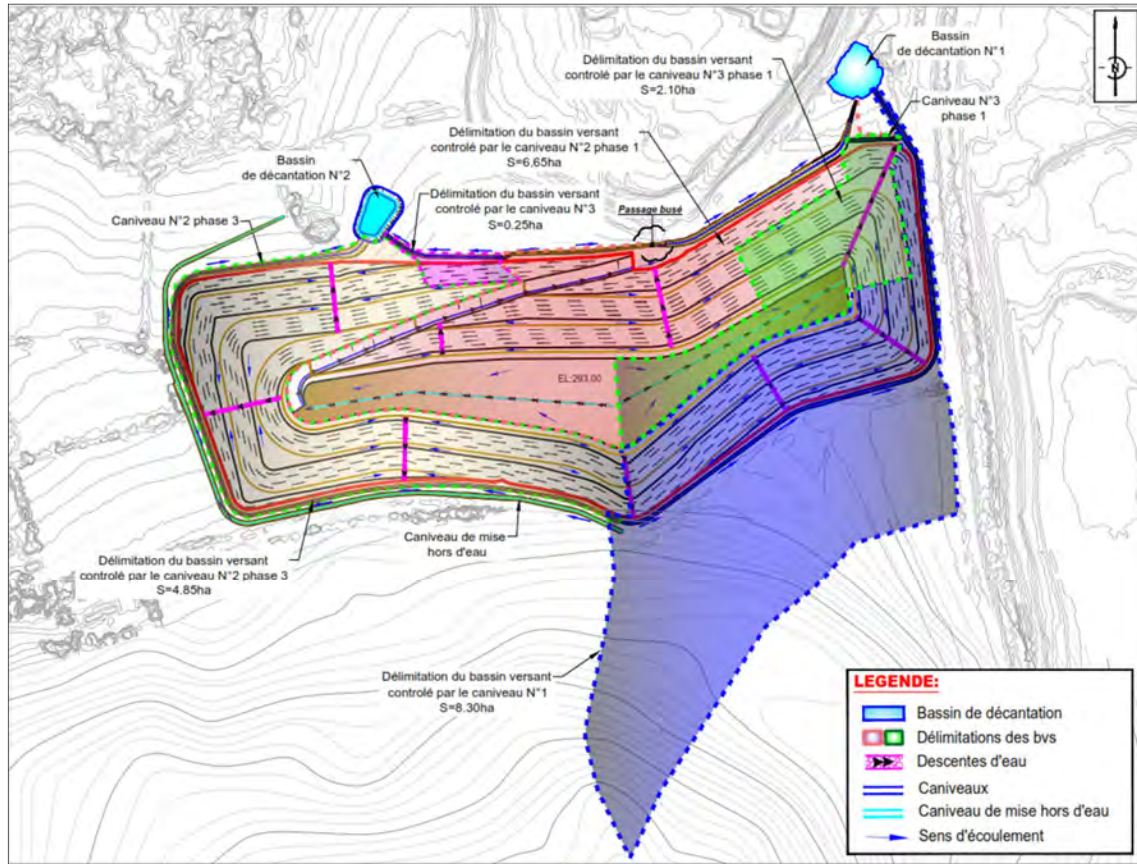 Bassin
de décantation N°1
Délimitation du bassin versant
controlé par le caniveau N°3 phase 1
S=2.10ha
Caniveau N°3
phase 1
N
Délimitation du bassin versant
controlé par le caniveau N°2 phase 1
S=6.65ha
Bassin
de décantation N°2
Délimitation du bassin versant
controlé par le caniveau N°3
S=0.25ha
Passage busé
Caniveau N°2 phase 3
EL:293.00
Caniveau de mise
hors d'eau
Délimitation du bassin versant
controlé par le caniveau N°2 phase 3
S=4.85ha
Délimitation du bassin versant
controlé par le caniveau N°1
S=8.30ha
LEGENDE:
Bassin de décantation
Délimitations des bvs
Descentes d'eau
Caniveaux
Caniveau de mise hors d'eau
Sens d'écoulement